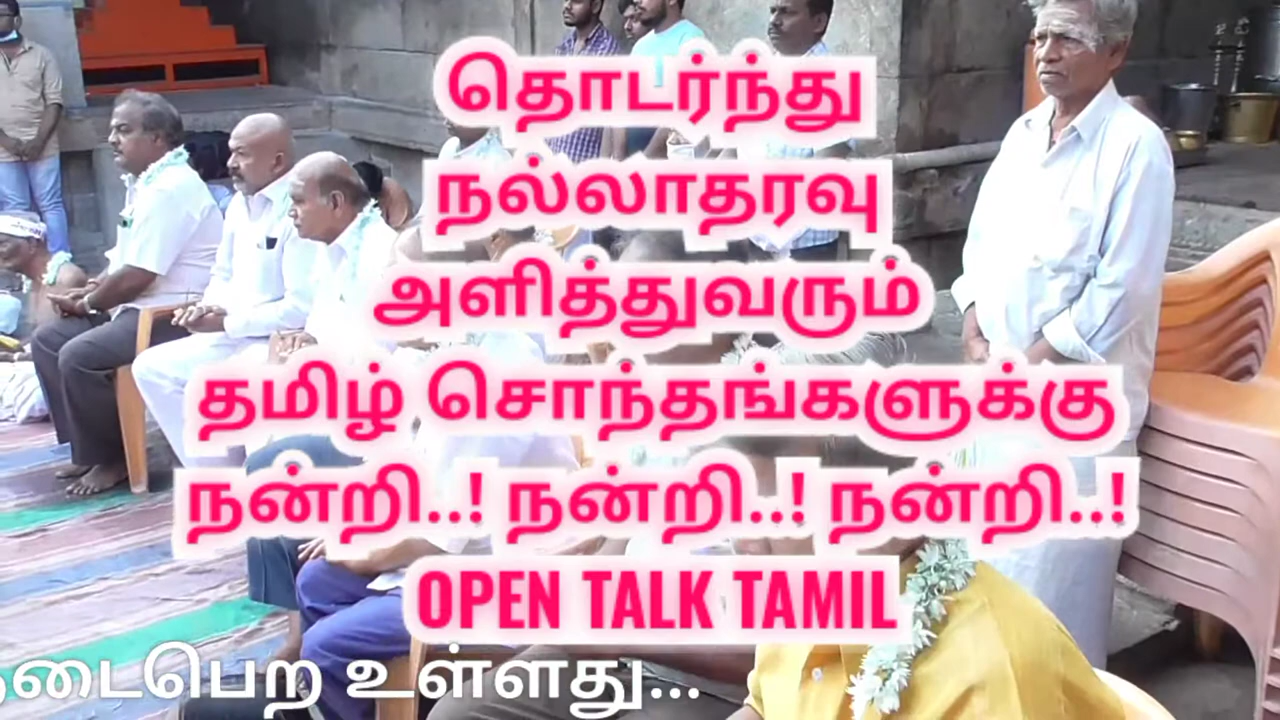 தொடர்ந்து
நல்லாதரவு
அளித்துவரும்
தமிழ் சொந்தங்களுக்கு
நன்றி..! நன்றி..! நன்றி..!
OPEN TALK TAMIL
உள்ளது...